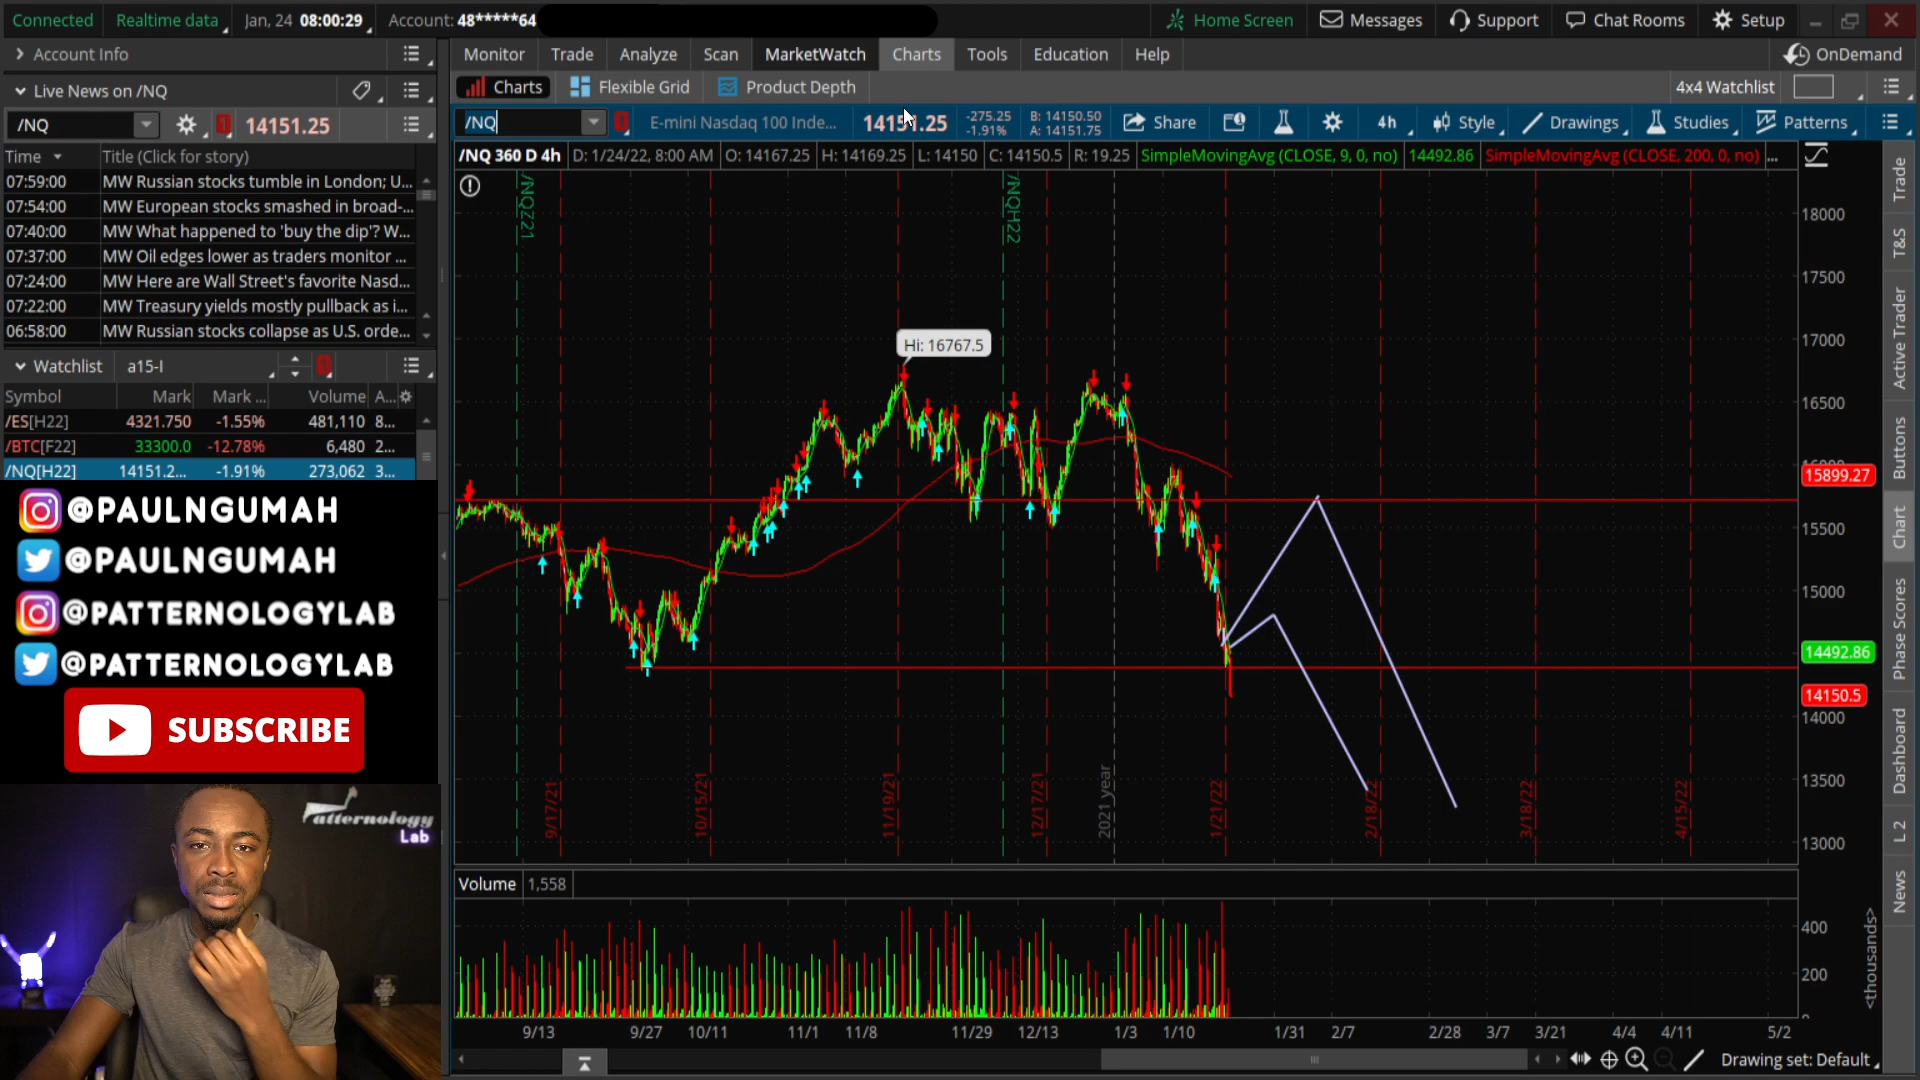 Connected Realtime data Jan, 24 08:00:29 Account: 48*****64 Home Screen Messages Support Chat Rooms Setup
Account Info
Monitor Trade Analyze Scan MarketWatch Charts Tools Education Help OnDemand
Live News on /NQ
Charts Flexible Grid Product Depth 4x4 Watchlist
/NQ 14151.25
/NQ E-mini Nasdaq 100 Inde... 14151.25 -275.25 -1.91% B: 14150.50 A: 14151.75 Share 4h Style Drawings Studies Patterns
/NQ 360 D 4h D: 1/24/22, 8:00 AM O: 14167.25 H: 14169.25 L: 14150 C: 14150.5 R: 19.25 SimpleMovingAvg (CLOSE, 9, 0, no) 14492.86 SimpleMovingAvg (CLOSE, 200, 0, no) ...
Time Title (Click for story)
07:59:00 MW Russian stocks tumble in London; U...
07:54:00 MW European stocks smashed in broad-...
07:40:00 MW What happened to 'buy the dip'? W...
07:37:00 MW Oil edges lower as traders monitor ...
07:24:00 MW Here are Wall Street's favorite Nasd...
07:22:00 MW Treasury yields mostly pullback as i...
06:58:00 MW Russian stocks collapse as U.S. orde...
Watchlist a15-I
Symbol Mark Mark ... Volume A...
/ES[H22] 4321.750 -1.55% 481,110 8...
/BTC[F22] 33300.0 -12.78% 6,480 2...
/NQ[H22] 14151.2... -1.91% 273,062 3...
@PAULNGUMAH
@PAULNGUMAH
@PATTERNOLOGYLAB
@PATTERNOLOGYLAB
SUBSCRIBE
Patternology
Lab
/NQZ21
/NQH22
Hi: 16767.5
9/17/21
10/15/21
11/19/21
12/17/21
2021 year
1/21/22
2/18/22
3/18/22
4/15/22
18000
17500
17000
16500
15899.27
15500
15000
14492.86
14150.5
14000
13500
13000
Volume 1,558
400
200
<thousands>
9/13 9/27 10/11 11/1 11/8 11/29 12/13 1/3 1/10 1/31 2/7 2/28 3/7 3/21 4/4 4/11 5/2
Drawing set: Default
Trade
T&S
Active Trader
Buttons
Chart
Phase Scores
Dashboard
L 2
News